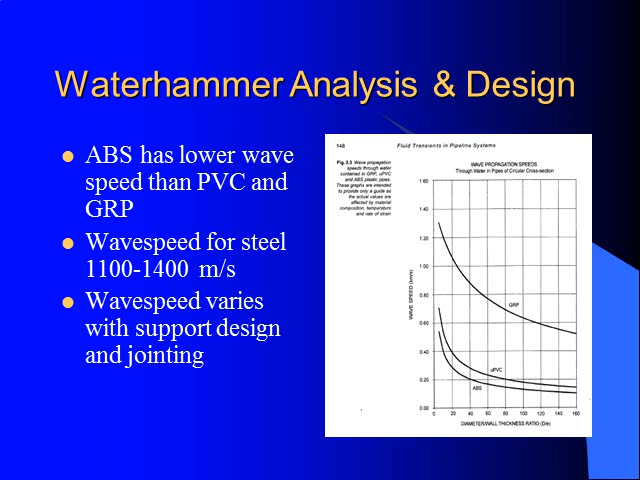 Waterhammer Analysis & Design
ABS has lower wave
speed than PVC and
GRP
Wavespeed for steel
1100-1400 m/s
Wavespeed varies
with support design
and jointing
148 Fluid Transients in Pipeline Systems
Fig. 3.3 Wave propagation
speeds through water
contained in GRP, uPVC
and ABS plastic pipes.
These graphs are intended
to provide only a guide as
the actual values are
affected by material
composition, temperature
and rate of strain
WAVE PROPAGATION SPEEDS
Through Water in Pipes of Circular Cross-section
WAVE SPEED (km/s)
1.60
1.40
1.20
1.00
0.80
0.60
0.40
0.20
0.00
GRP
uPVC
ABS
0 20 40 60 80 100 120 140 160
DIAMETER/WALL THICKNESS RATIO (D/e)